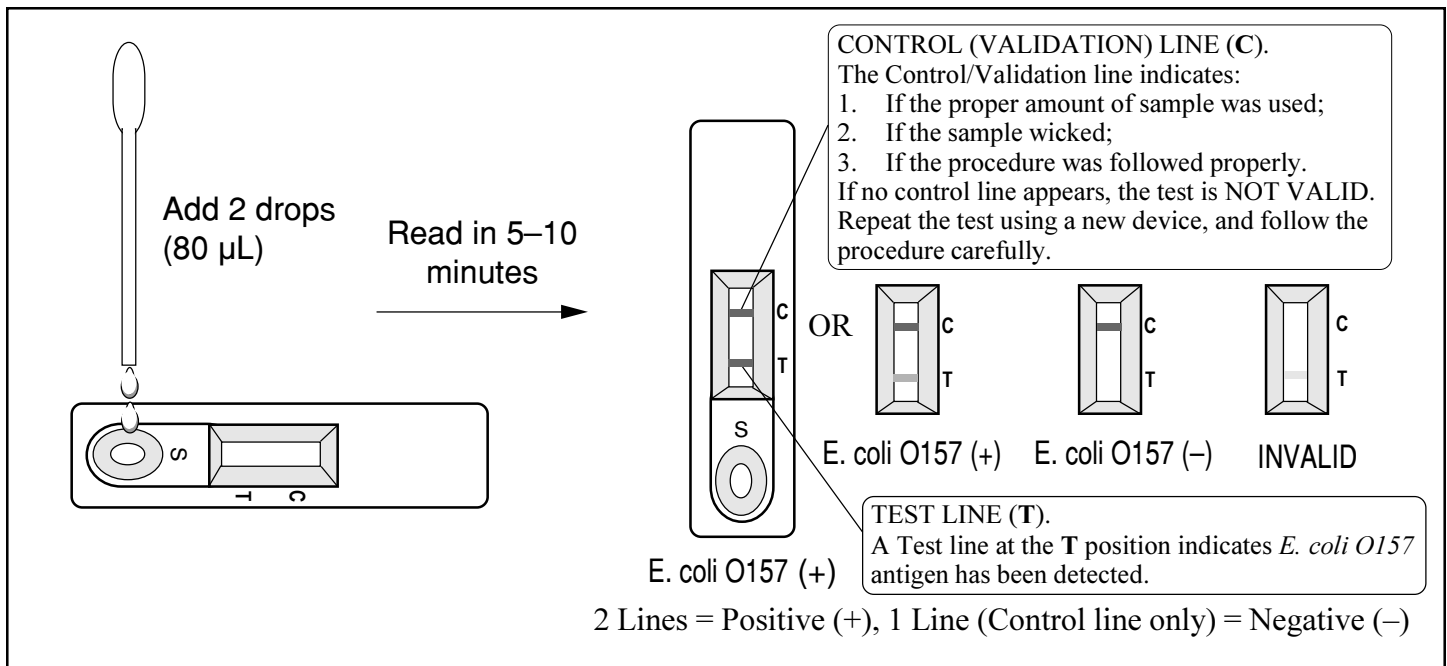 Add 2 drops
(80 µL)
S
T
C
Read in 5–10
minutes
CONTROL (VALIDATION) LINE (C).
The Control/Validation line indicates:
1. If the proper amount of sample was used;
2. If the sample wicked;
3. If the procedure was followed properly.
If no control line appears, the test is NOT VALID.
Repeat the test using a new device, and follow the
procedure carefully.
C
T
S
E. coli O157 (+)
OR
C
T
E. coli O157 (+)
C
T
E. coli O157 (–)
C
T
INVALID
TEST LINE (T).
A Test line at the T position indicates E. coli O157
antigen has been detected.
2 Lines = Positive (+), 1 Line (Control line only) = Negative (–)